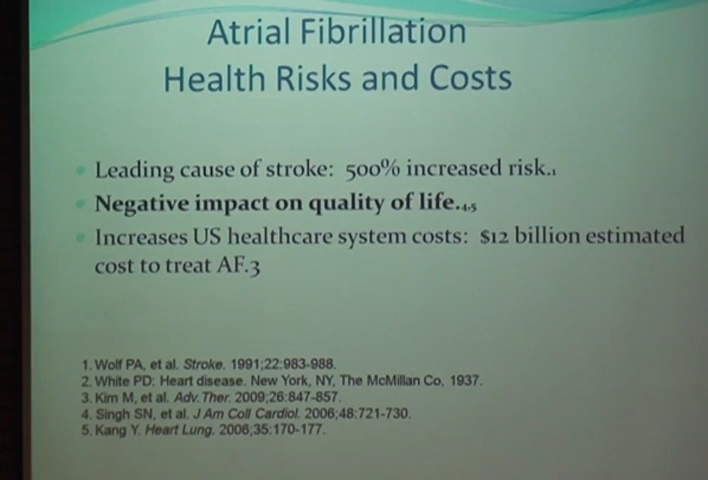 Atrial Fibrillation
Health Risks and Costs
Leading cause of stroke: 500% increased risk.1
Negative impact on quality of life.4,5
Increases US healthcare system costs: $12 billion estimated
cost to treat AF.3
1. Wolf PA, et al. Stroke. 1991;22:983-988.
2. White PD; Heart disease. New York, NY, The McMillan Co, 1937.
3. Kim M, et al. Adv. Ther. 2009;26:847-857.
4. Singh SN, et al. J Am Coll Cardiol. 2006;48:721-730.
5. Kang Y. Heart Lung. 2006;35:170-177.